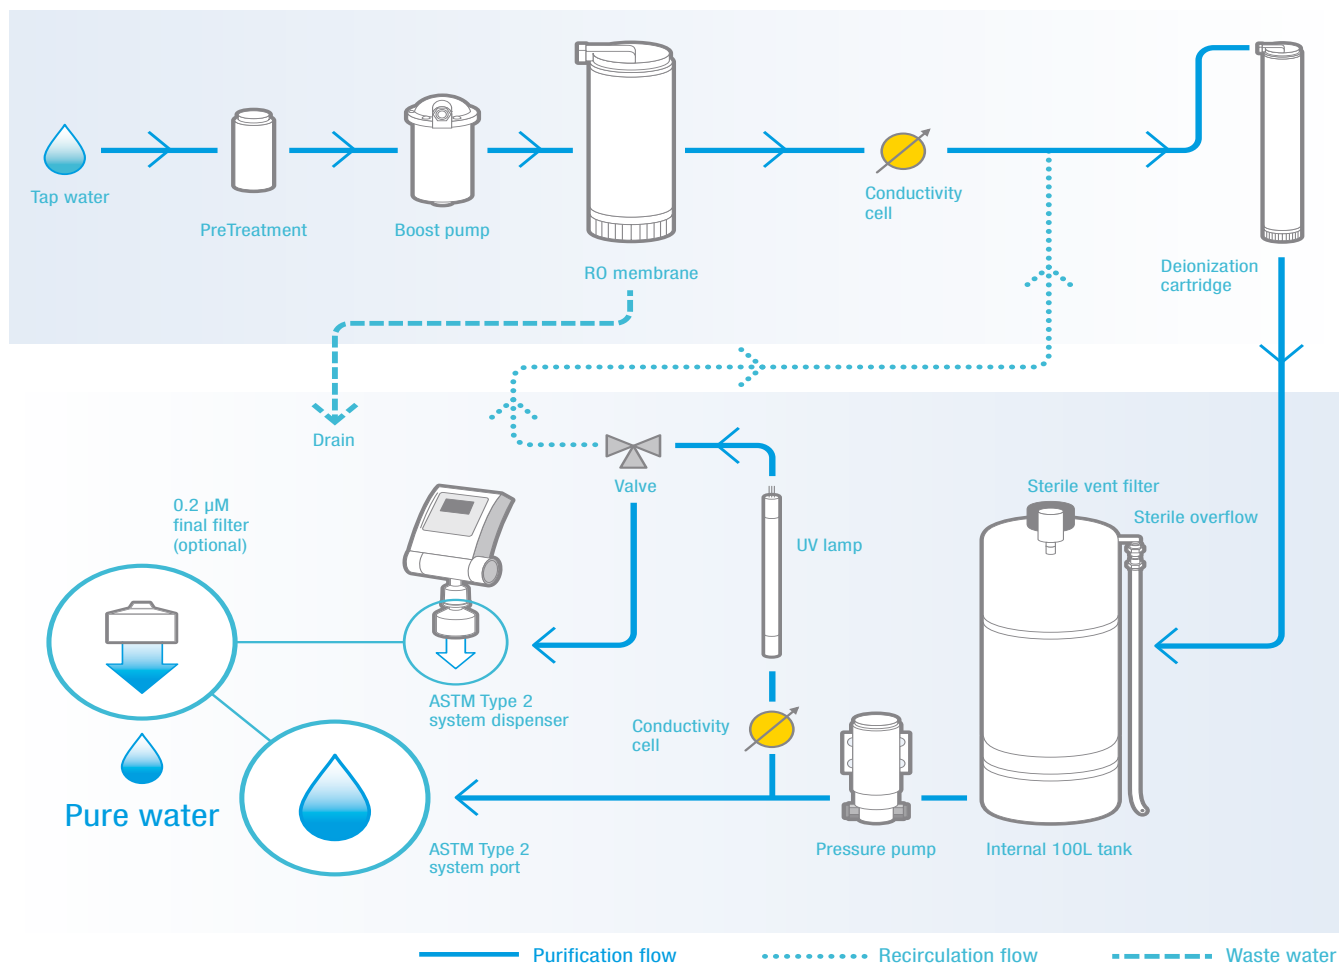 Tap water
PreTreatment
Boost pump
RO membrane
Conductivity
cell
Deionization
cartridge
Drain
Valve
Sterile vent filter
Sterile overflow
0.2 µM
final filter
(optional)
UV lamp
ASTM Type 2
system dispenser
Conductivity
cell
Pure water
ASTM Type 2
system port
Pressure pump
Internal 100L tank
Purification flow
Recirculation flow
Waste water